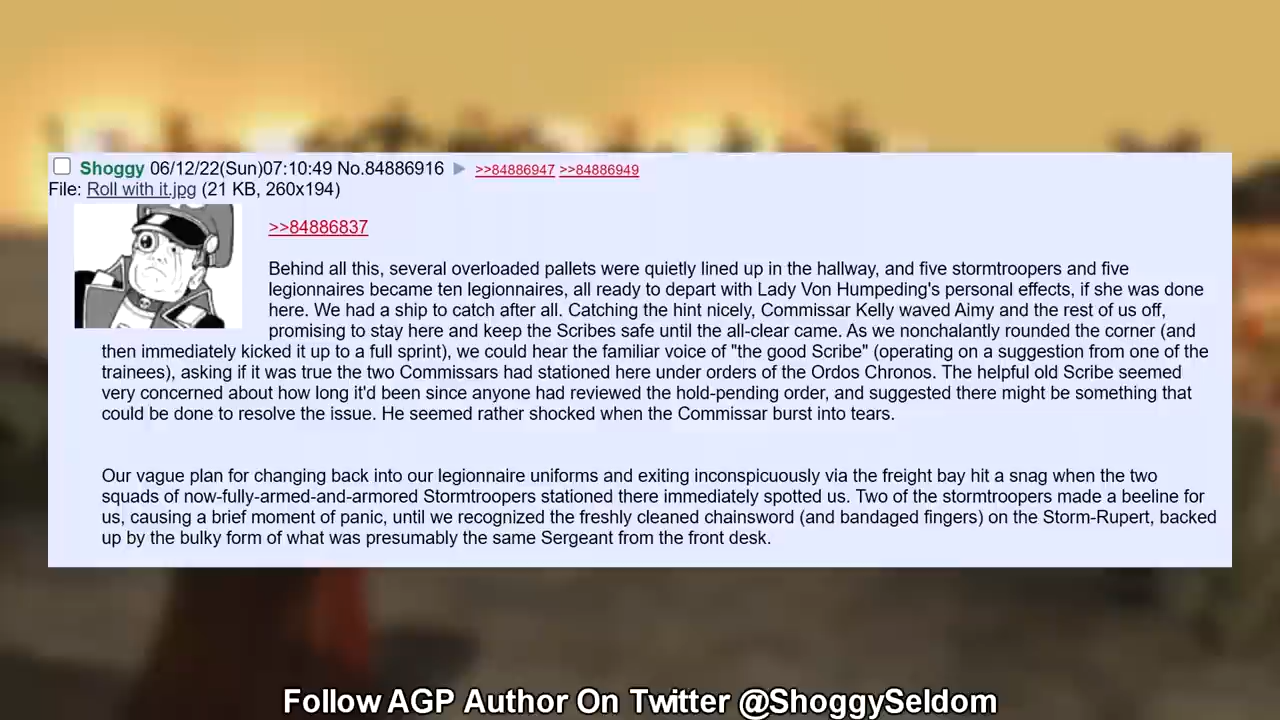 Shoggy 06/12/22(Sun)07:10:49 No.84886916 ▶ >>84886947 >>84886949
File: Roll with it.jpg (21 KB, 260x194)
>>84886837
Behind all this, several overloaded pallets were quietly lined up in the hallway, and five stormtroopers and five
legionnaires became ten legionnaires, all ready to depart with Lady Von Humpeding's personal effects, if she was done
here. We had a ship to catch after all. Catching the hint nicely, Commissar Kelly waved Aimy and the rest of us off,
promising to stay here and keep the Scribes safe until the all-clear came. As we nonchalantly rounded the corner (and
then immediately kicked it up to a full sprint), we could hear the familiar voice of "the good Scribe" (operating on a suggestion from one of the
trainees), asking if it was true the two Commissars had stationed here under orders of the Ordos Chronos. The helpful old Scribe seemed
very concerned about how long it'd been since anyone had reviewed the hold-pending order, and suggested there might be something that
could be done to resolve the issue. He seemed rather shocked when the Commissar burst into tears.
Our vague plan for changing back into our legionnaire uniforms and exiting inconspicuously via the freight bay hit a snag when the two
squads of now-fully-armed-and-armored Stormtroopers stationed there immediately spotted us. Two of the stormtroopers made a beeline for
us, causing a brief moment of panic, until we recognized the freshly cleaned chainsword (and bandaged fingers) on the Storm-Rupert, backed
up by the bulky form of what was presumably the same Sergeant from the front desk.
Follow AGP Author On Twitter @ShoggySeldom